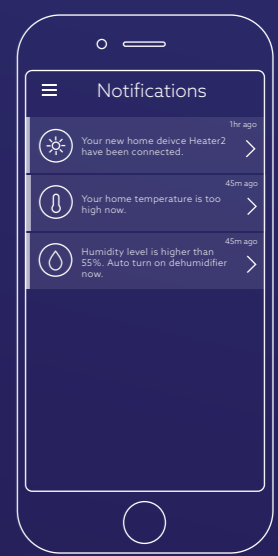 Notifications
1hr ago
Your new home deivce Heater2
have been connected.
45m ago
Your home temperature is too
high now.
45m ago
Humidity level is higher than
55%. Auto turn on dehumidifier
now.